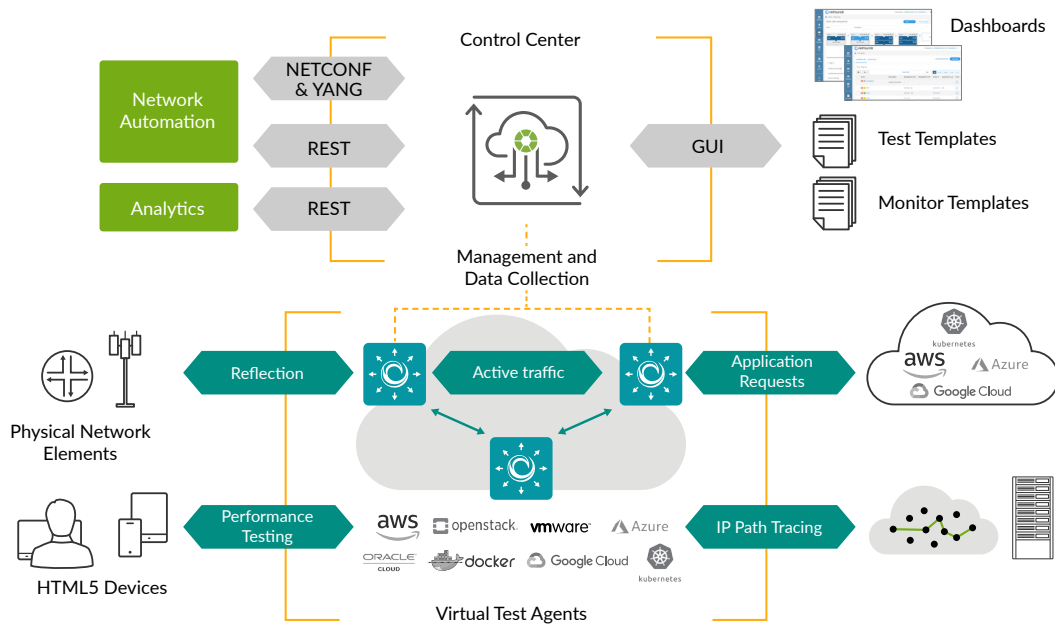 Control Center
Dashboards
NETCONF
& YANG
Network
Automation
REST
GUI
Test Templates
Analytics
REST
Monitor Templates
Management and
Data Collection
kubernetes
aws
Azure
Google Cloud
Reflection
Active traffic
Application
Requests
Physical Network
Elements
Performance
Testing
aws
openstack.
vmware
Azure
IP Path Tracing
ORACLE
CLOUD
docker
Google Cloud
kubernetes
HTML5 Devices
Virtual Test Agents